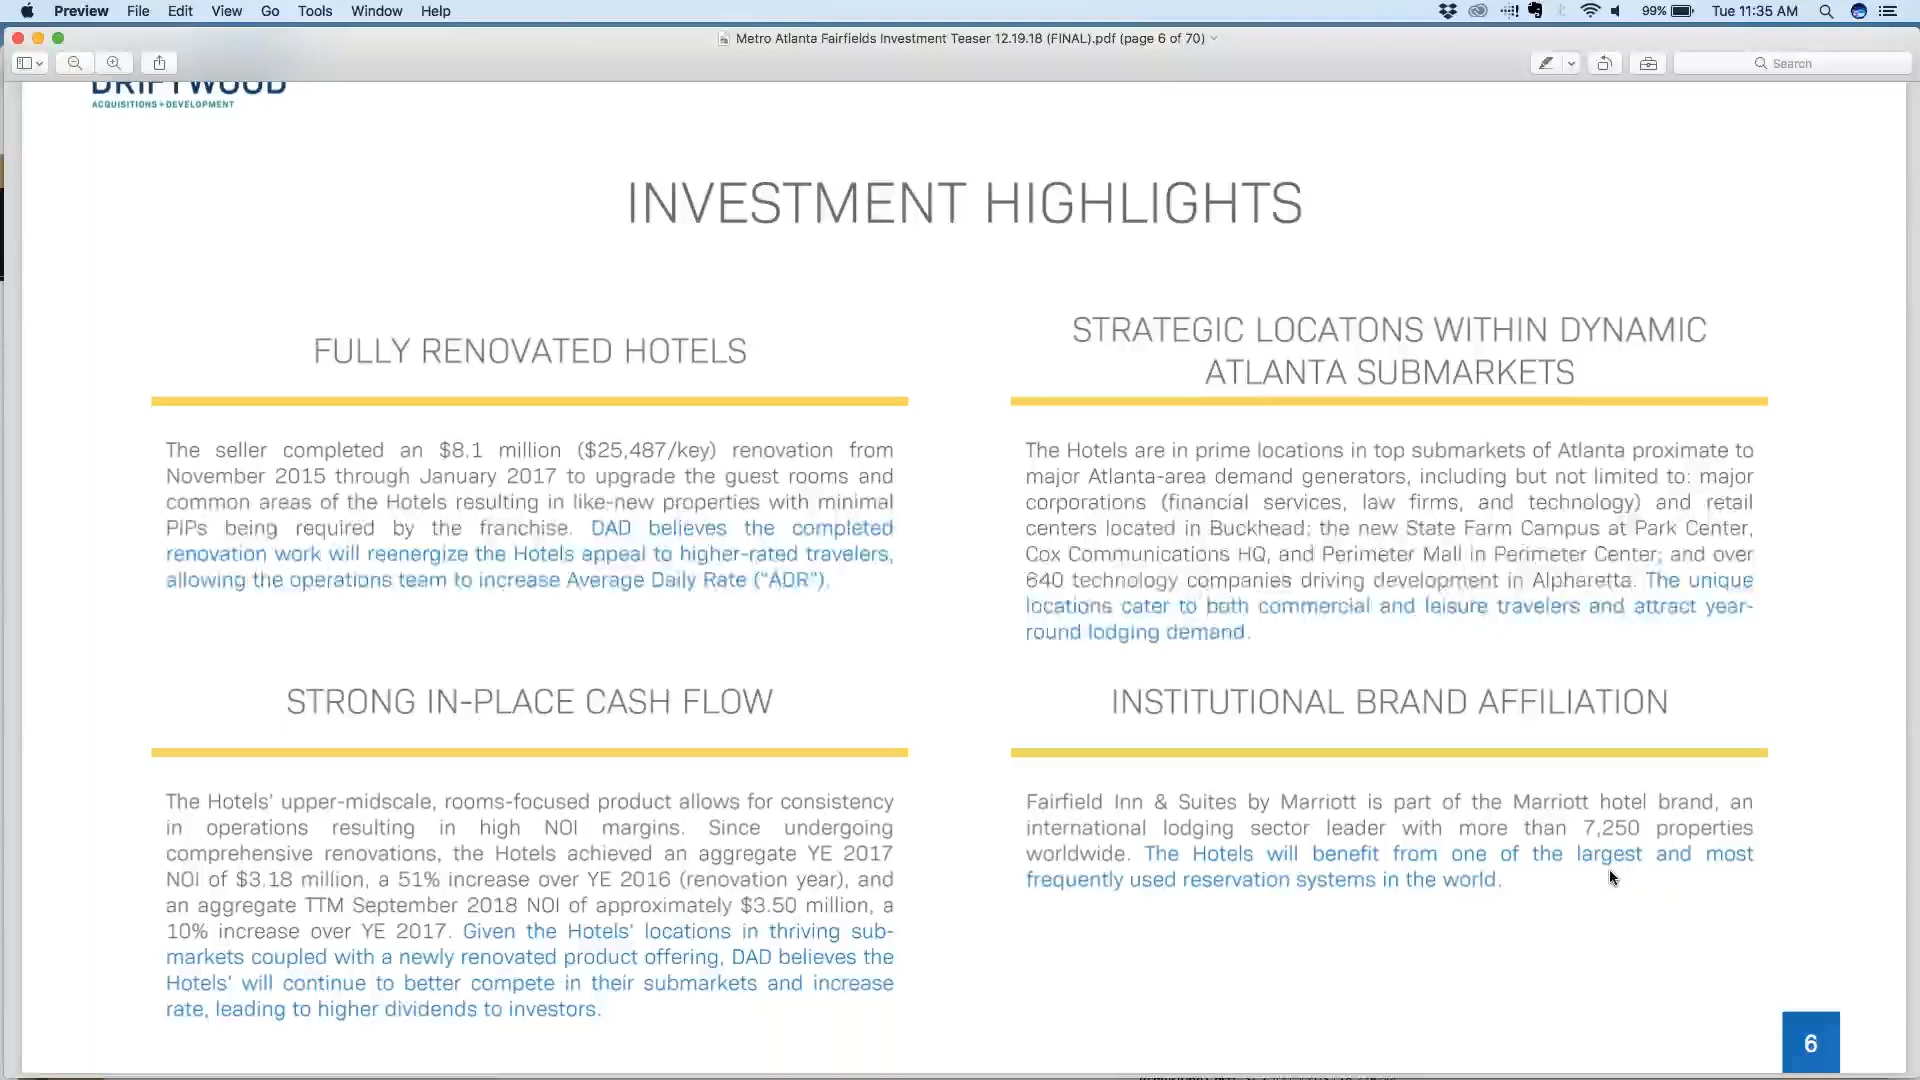 Preview File Edit View Go Tools Window Help
99% Tue 11:35 AM
Metro Atlanta Fairfields Investment Teaser 12.19.18 (FINAL).pdf (page 6 of 70)
Search
DRIFTWOOD
ACQUISITIONS + DEVELOPMENT
INVESTMENT HIGHLIGHTS
FULLY RENOVATED HOTELS
The seller completed an $8.1 million ($25,487/key) renovation from
November 2015 through January 2017 to upgrade the guest rooms and
common areas of the Hotels resulting in like-new properties with minimal
PIPs being required by the franchise. DAD believes the completed
renovation work will reenergize the Hotels appeal to higher-rated travelers,
allowing the operations team to increase Average Daily Rate (“ADR”).
STRATEGIC LOCATONS WITHIN DYNAMIC
ATLANTA SUBMARKETS
The Hotels are in prime locations in top submarkets of Atlanta proximate to
major Atlanta-area demand generators, including but not limited to: major
corporations (financial services, law firms, and technology) and retail
centers located in Buckhead; the new State Farm Campus at Park Center,
Cox Communications HQ, and Perimeter Mall in Perimeter Center; and over
640 technology companies driving development in Alpharetta. The unique
locations cater to both commercial and leisure travelers and attract year-
round lodging demand.
STRONG IN-PLACE CASH FLOW
The Hotels’ upper-midscale, rooms-focused product allows for consistency
in operations resulting in high NOI margins. Since undergoing
comprehensive renovations, the Hotels achieved an aggregate YE 2017
NOI of $3.18 million, a 51% increase over YE 2016 (renovation year), and
an aggregate TTM September 2018 NOI of approximately $3.50 million, a
10% increase over YE 2017. Given the Hotels’ locations in thriving sub-
markets coupled with a newly renovated product offering, DAD believes the
Hotels’ will continue to better compete in their submarkets and increase
rate, leading to higher dividends to investors.
INSTITUTIONAL BRAND AFFILIATION
Fairfield Inn & Suites by Marriott is part of the Marriott hotel brand, an
international lodging sector leader with more than 7,250 properties
worldwide. The Hotels will benefit from one of the largest and most
frequently used reservation systems in the world.
6